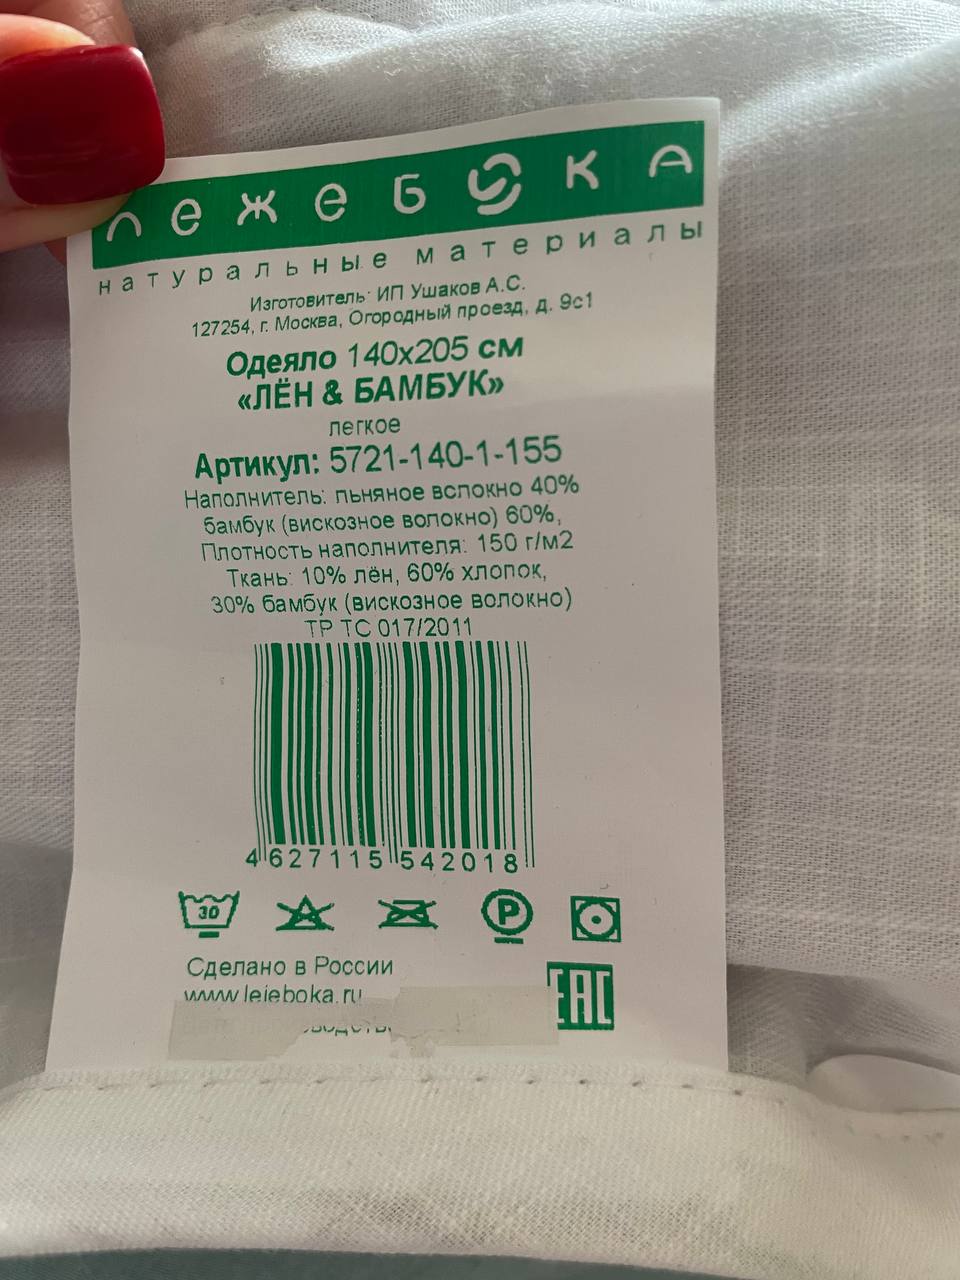 лежебока
натуральные материалы
Изготовитель: ИП Ушаков А.С.
127254, г. Москва, Огородный проезд, д. 9с1
Одеяло 140х205 см
«ЛЁН & БАМБУК»
легкое
Артикул: 5721-140-1-155
Наполнитель: льняное волокно 40%
бамбук (вискозное волокно) 60%,
Плотность наполнителя: 150 г/м2
Ткань: 10% лён, 60% хлопок,
30% бамбук (вискозное волокно)
ТР ТС 017/2011
4 627115 542018
30 P
Сделано в России
www.lejeboka.ru
EAC